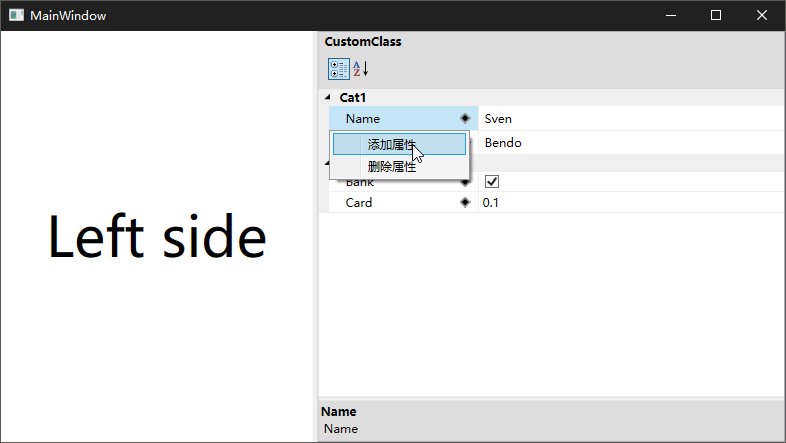 MainWindow
CustomClass
A
Z
Cat1
Name Sven
添加属性 Bendo
删除属性
Bank
Card 0.1
Left side
Name
Name